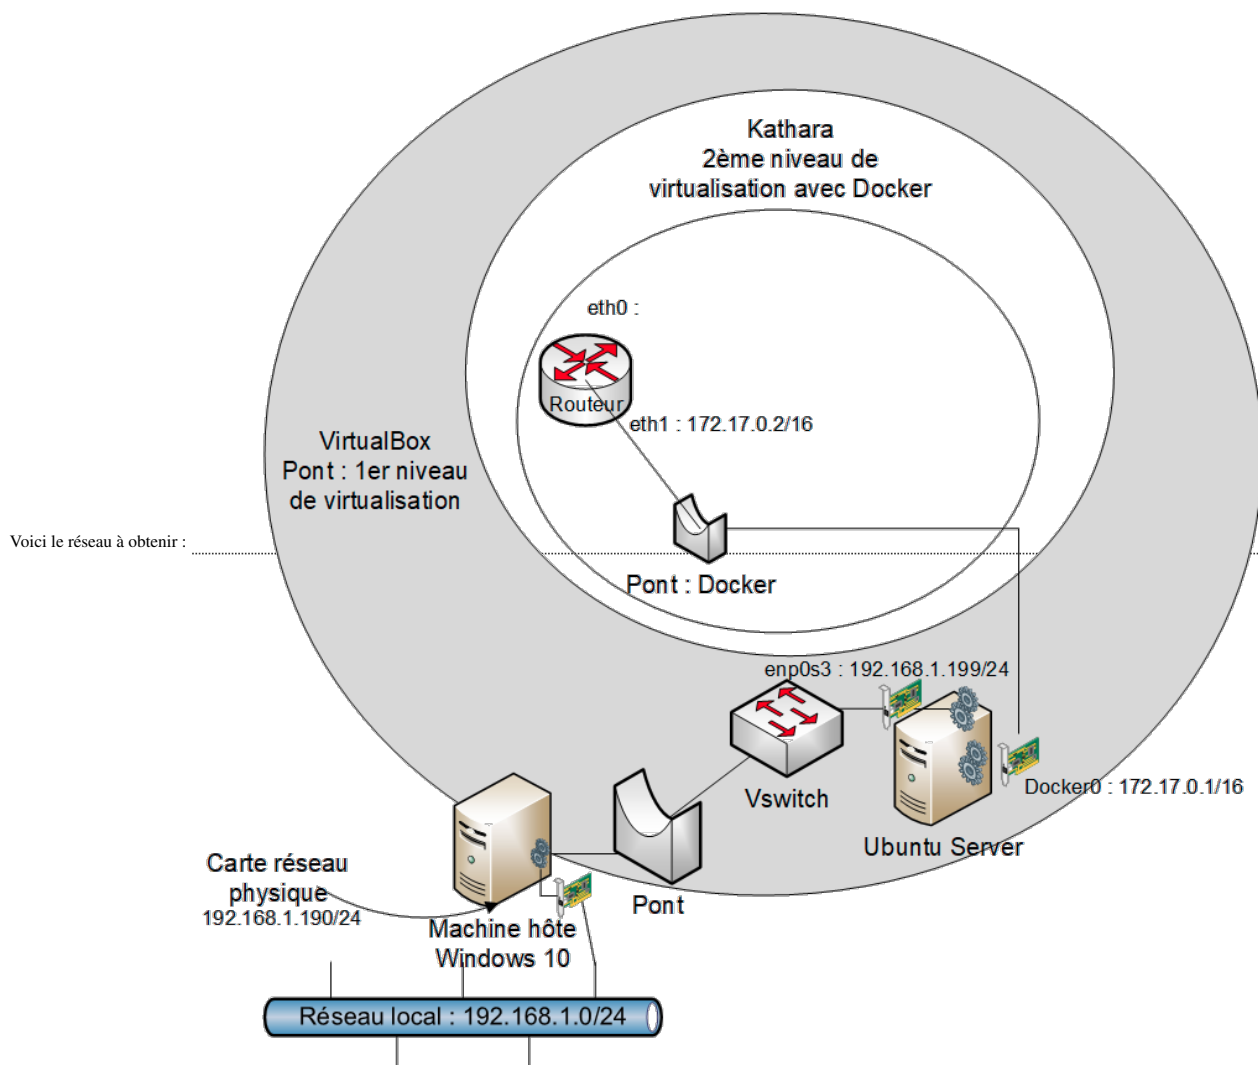 Kathara
2ème niveau de
virtualisation avec Docker
eth0 :
Routeur
eth1 : 172.17.0.2/16
VirtualBox
Pont : 1er niveau
de virtualisation
Voici le réseau à obtenir :
Pont : Docker
enp0s3 : 192.168.1.199/24
Vswitch
Docker0 : 172.17.0.1/16
Ubuntu Server
Carte réseau
physique
192.168.1.190/24
Pont
Machine hôte
Windows 10
Réseau local : 192.168.1.0/24